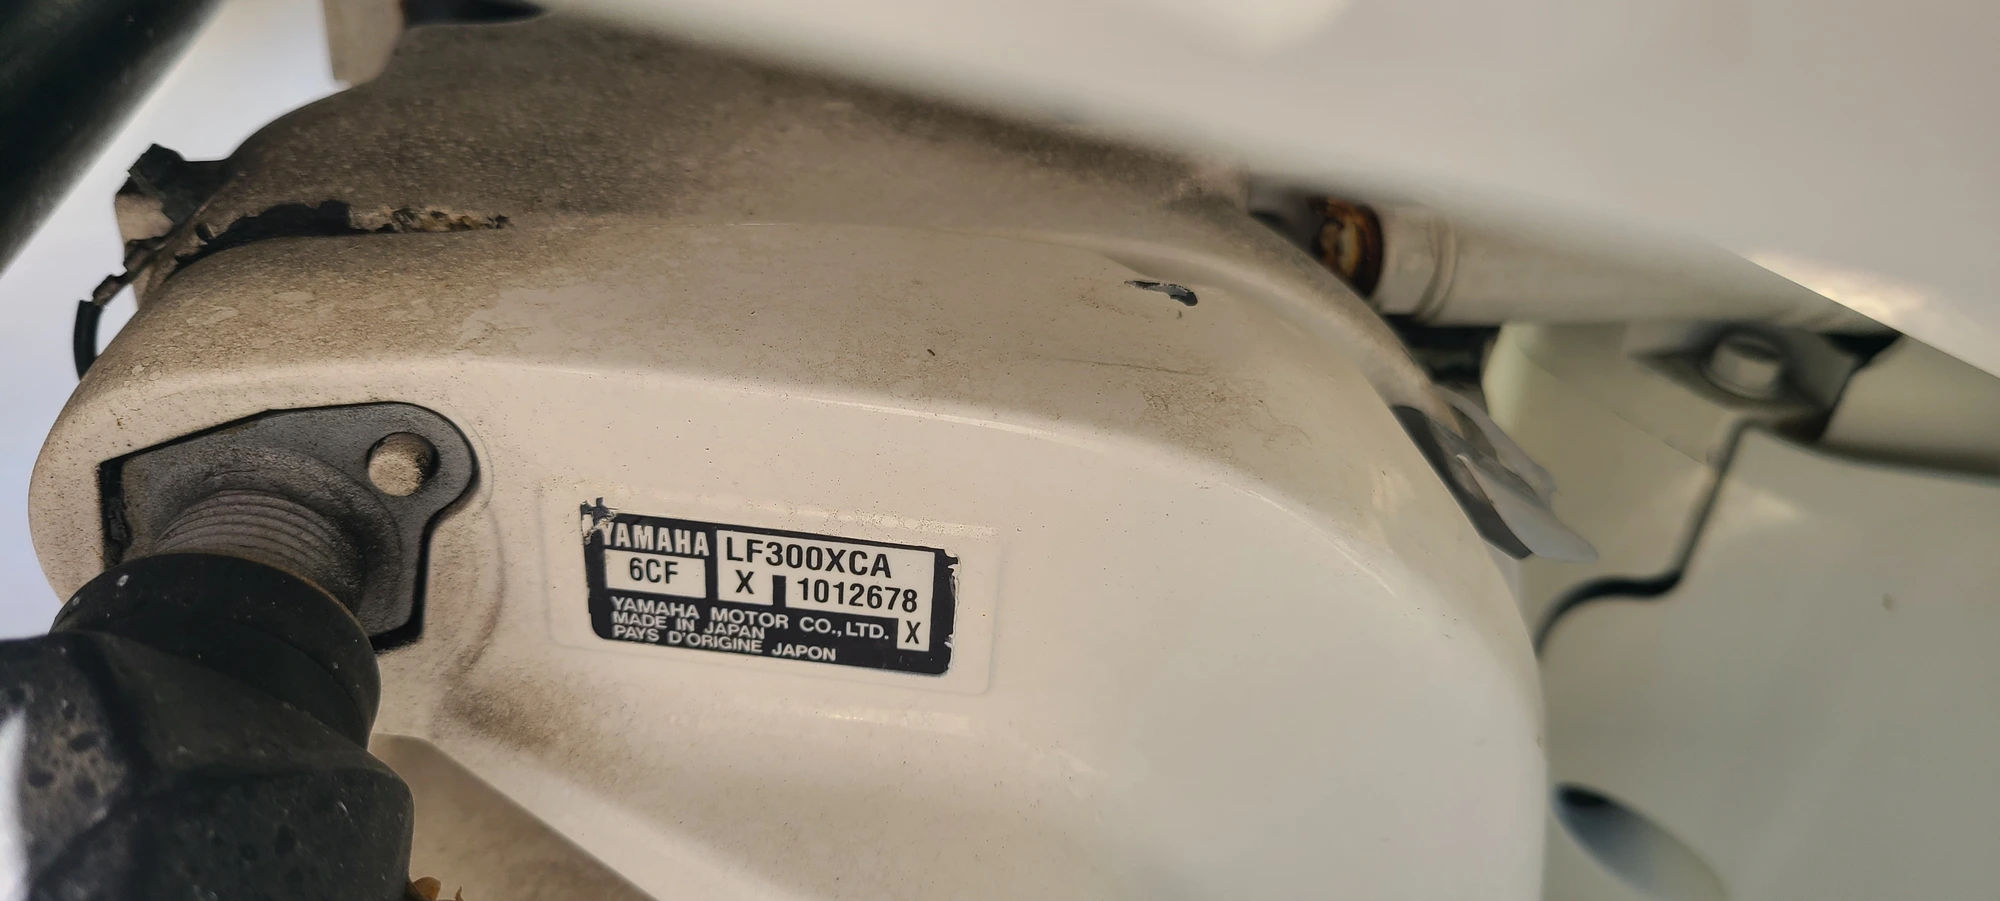 YAMAHA LF300XCA
6CF X 1012678
YAMAHA MOTOR CO., LTD. X
MADE IN JAPAN
PAYS D'ORIGINE JAPON